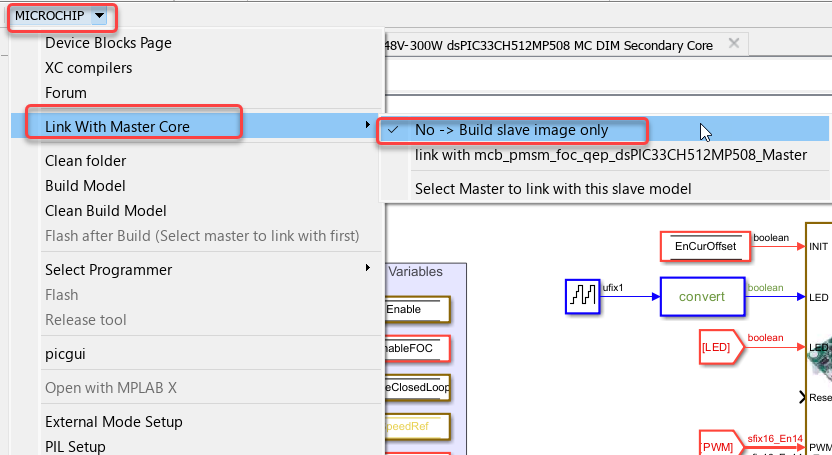 MICROCHIP
Device Blocks Page
XC compilers
Forum
Link With Master Core
Clean folder
Build Model
Clean Build Model
Flash after Build (Select master to link with first)
Select Programmer
Flash
Release tool
picgui
Open with MPLAB X
External Mode Setup
PIL Setup
48V-300W dsPIC33CH512MP508 MC DIM Secondary Core
No -> Build slave image only
link with mcb_pmsm_foc_qep_dsPIC33CH512MP508_Master
Select Master to link with this slave model
Variables
Enable
nableFOC
eClosedLoop
peedRef
EnCurOffset
boolean
INIT
ufix1
convert
boolean
LED
[LED]
boolean
LED
Rese
[PWM]
sfix16_En14
PWM